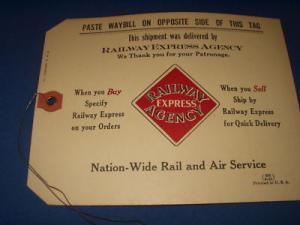 PASTE WAYBILL ON OPPOSITE SIDE OF THIS TAG
This shipment was delivered by
RAILWAY EXPRESS AGENCY
We Thank you for your Patronage.
When you Buy
Specify
Railway Express
on your Orders
RAILWAY
EXPRESS
AGENCY
When you Sell
Ship by
Railway Express
for Quick Delivery
Nation-Wide Rail and Air Service
Printed in U. S. A.